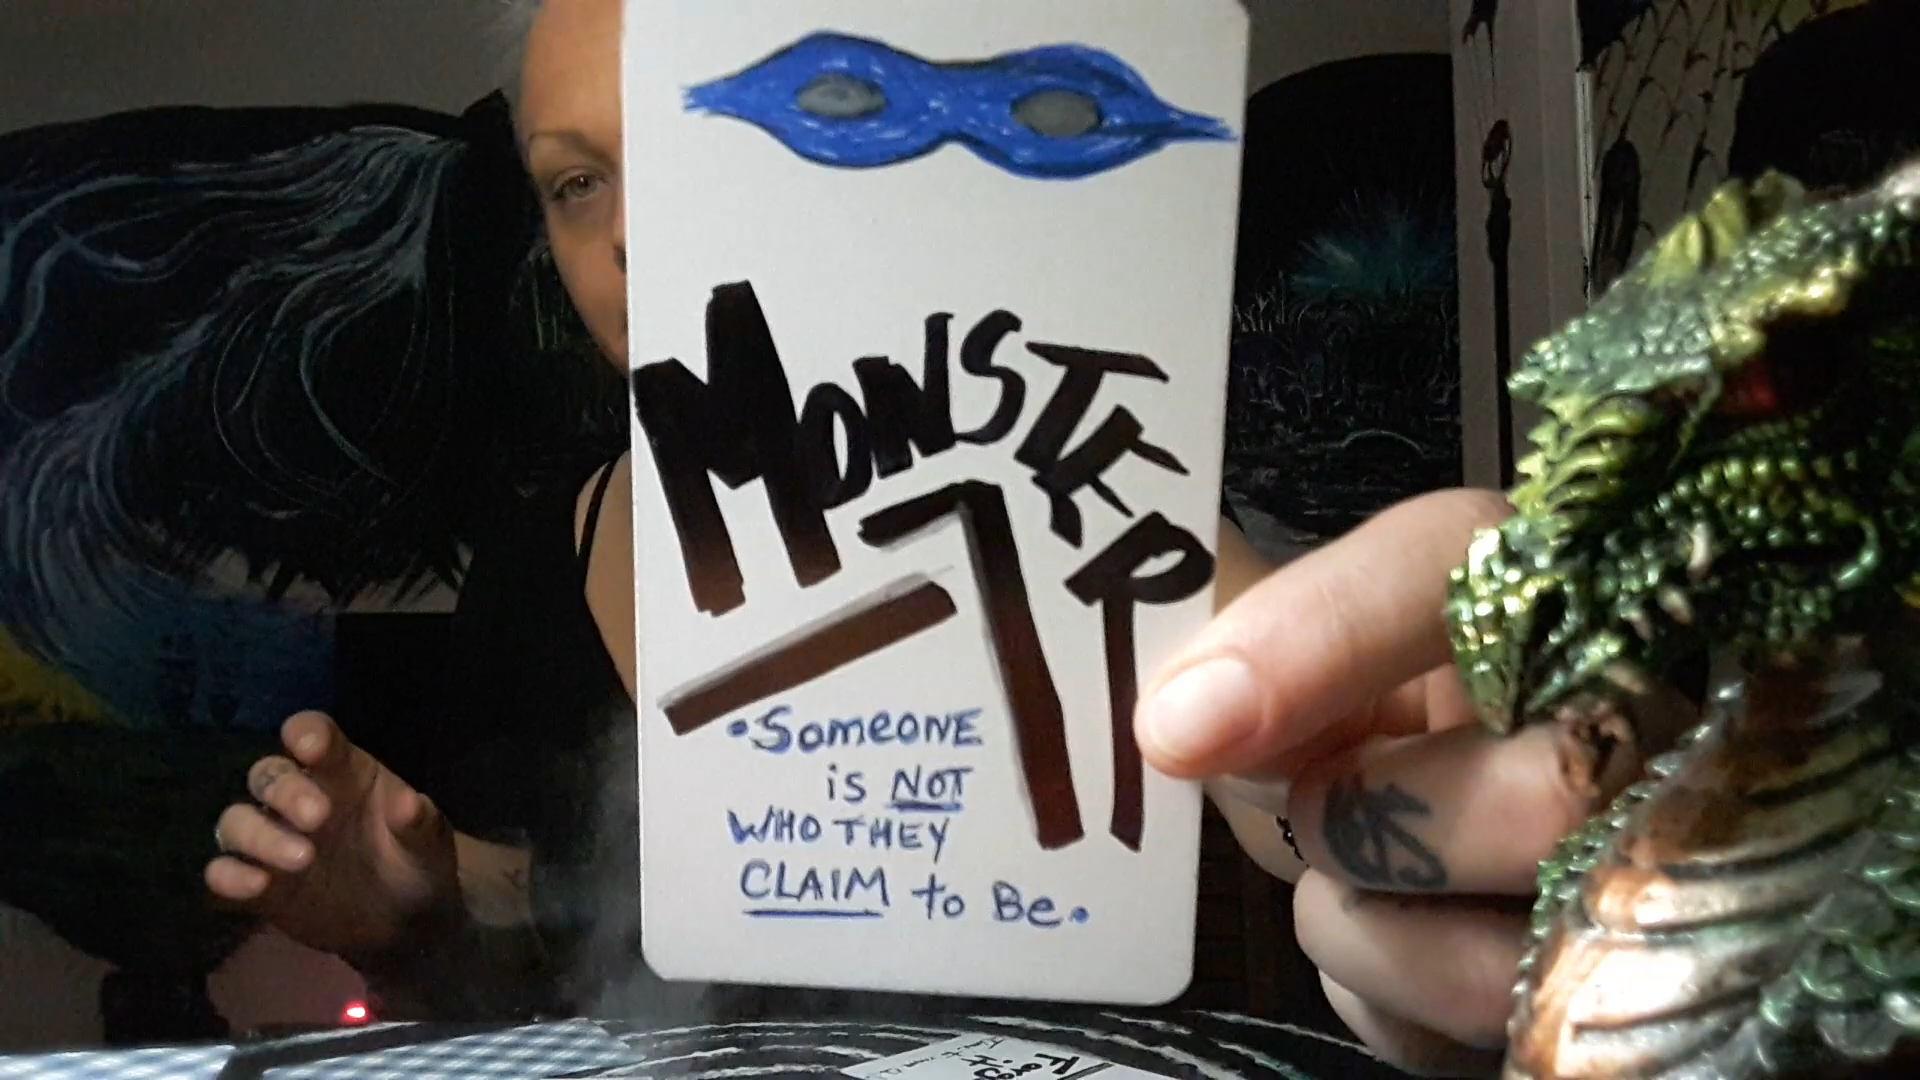 MONSTER
• SOMEONE
is NOT
WHO THEY
CLAIM to Be.